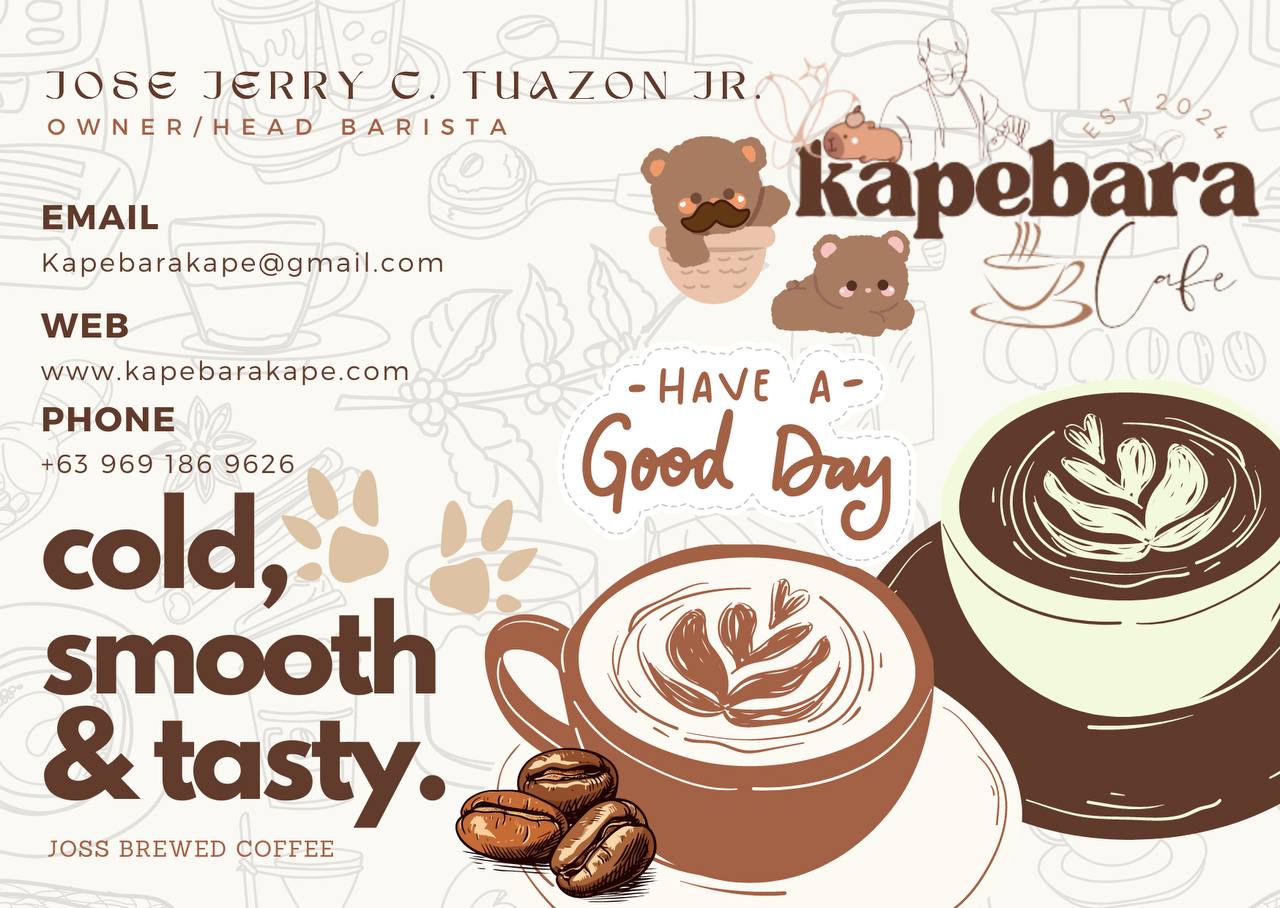 JOSE JERRY C. TUAZON JR.
OWNER/HEAD BARISTA
EST 2024
kapebara
Cafe
EMAIL
Kapebarakape@gmail.com
WEB
www.kapebarakape.com
PHONE
+63 969 186 9626
-HAVE A-
Good Day
cold,
smooth
& tasty.
JOSS BREWED COFFEE